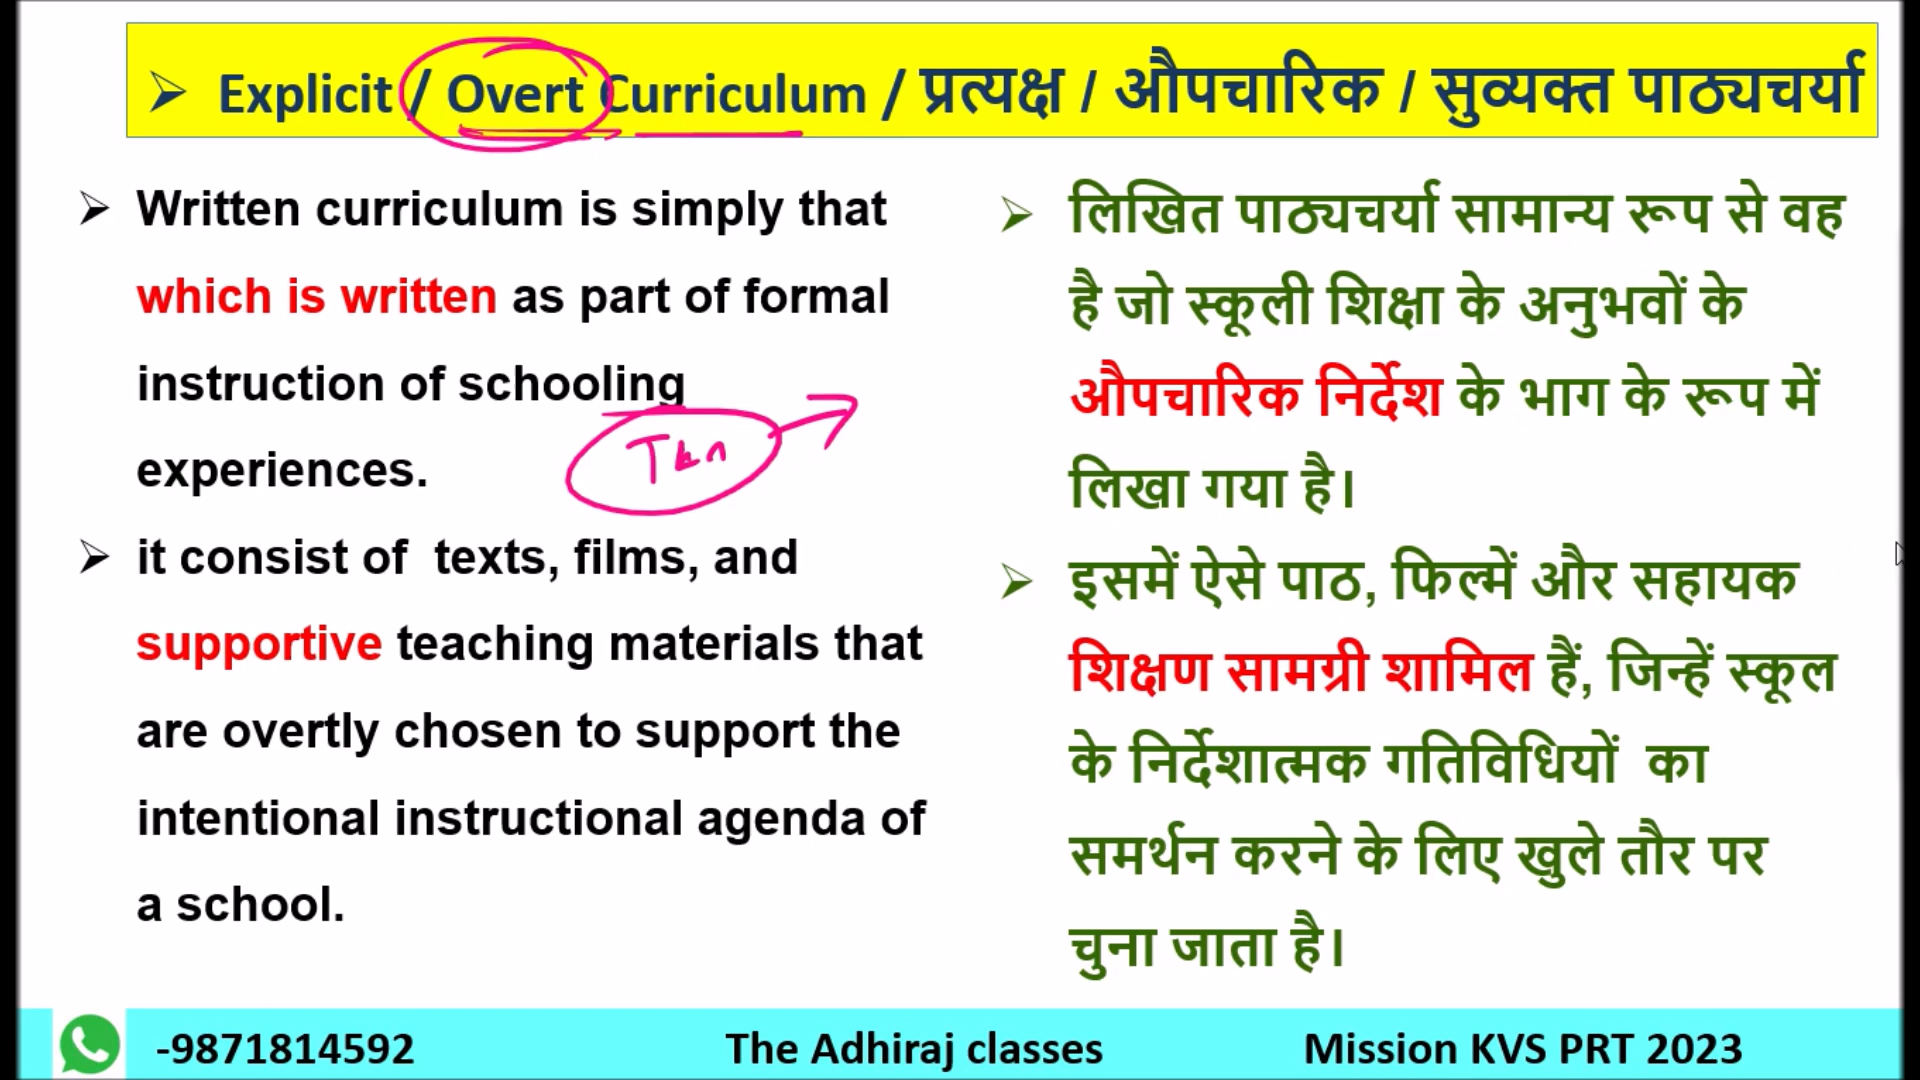 ➢ Explicit / Overt Curriculum / प्रत्यक्ष / औपचारिक / सुव्यक्त पाठ्यचर्या
➢ Written curriculum is simply that
which is written as part of formal
instruction of schooling
experiences.
➢ it consist of texts, films, and
supportive teaching materials that
are overtly chosen to support the
intentional instructional agenda of
a school.
➢ लिखित पाठ्यचर्या सामान्य रूप से वह
है जो स्कूली शिक्षा के अनुभवों के
औपचारिक निर्देश के भाग के रूप में
लिखा गया है।
➢ इसमें ऐसे पाठ, फिल्में और सहायक
शिक्षण सामग्री शामिल हैं, जिन्हें स्कूल
के निर्देशात्मक गतिविधियों का
समर्थन करने के लिए खुले तौर पर
चुना जाता है।
-9871814592 The Adhiraj classes Mission KVS PRT 2023